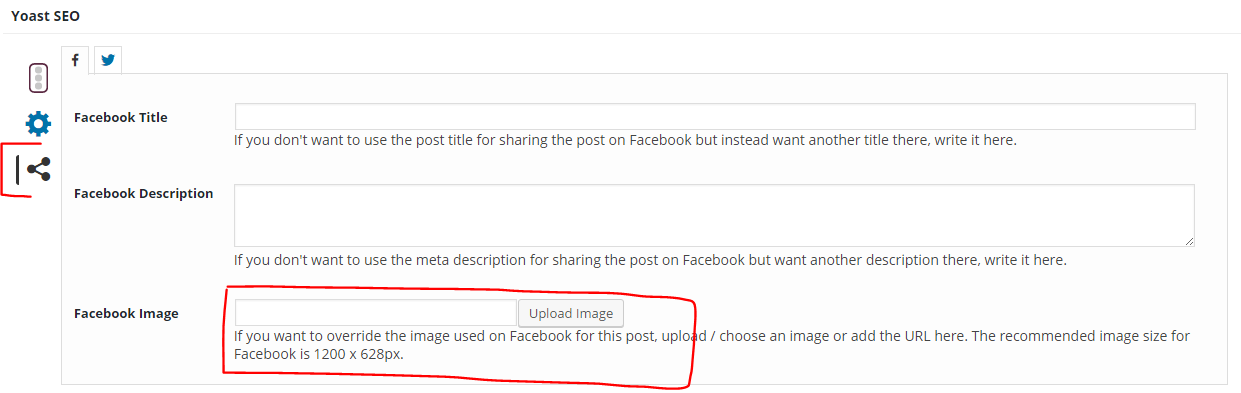 Yoast SEO
Facebook Title
If you don't want to use the post title for sharing the post on Facebook but instead want another title there, write it here.
Facebook Description
If you don't want to use the meta description for sharing the post on Facebook but want another description there, write it here.
Facebook Image
Upload Image
If you want to override the image used on Facebook for this post, upload / choose an image or add the URL here. The recommended image size for
Facebook is 1200 x 628px.